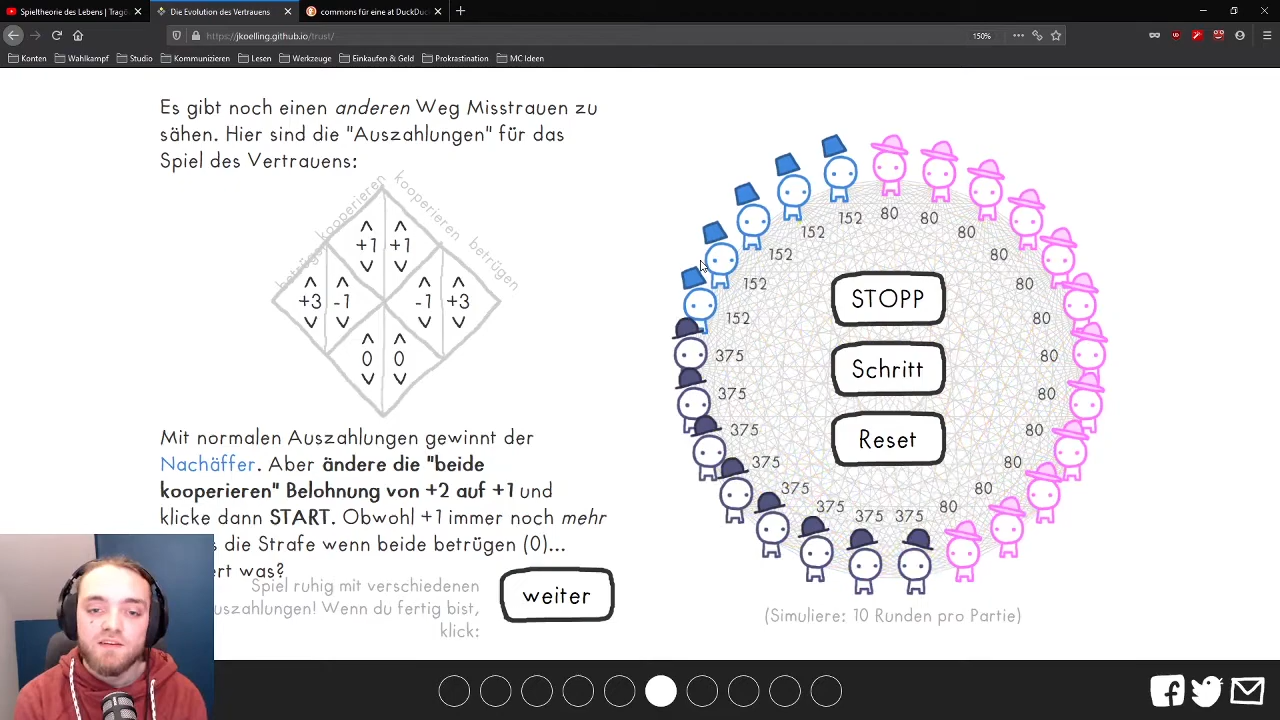 Spieltheorie des Lebens | Tragö
Die Evolution des Vertrauens
commons für eine at DuckDuc
https://jkoelling.github.io/trust/
150%
Konten
Wahlkampf
Studio
Kommunizieren
Lesen
Werkzeuge
Einkaufen & Geld
Prokrastination
MC Ideen
Es gibt noch einen anderen Weg Misstrauen zu
sähen. Hier sind die "Auszahlungen" für das
Spiel des Vertrauens:
betrügen kooperieren
kooperieren betrügen
+1 +1
+3 -1 -1 +3
0 0
Mit normalen Auszahlungen gewinnt der
Nachäffer. Aber ändere die "beide
kooperieren" Belohnung von +2 auf +1 und
klicke dann START. Obwohl +1 immer noch mehr
s die Strafe wenn beide betrügen (0)...
ert was?
Spiel ruhig mit verschiedenen
uszahlungen! Wenn du fertig bist,
klick:
weiter
152 80 80
152 80
152 80
152 80
152 80
375 80
375 80
375 80
375 80
375 80
375 375 375 80
STOPP
Schritt
Reset
(Simuliere: 10 Runden pro Partie)